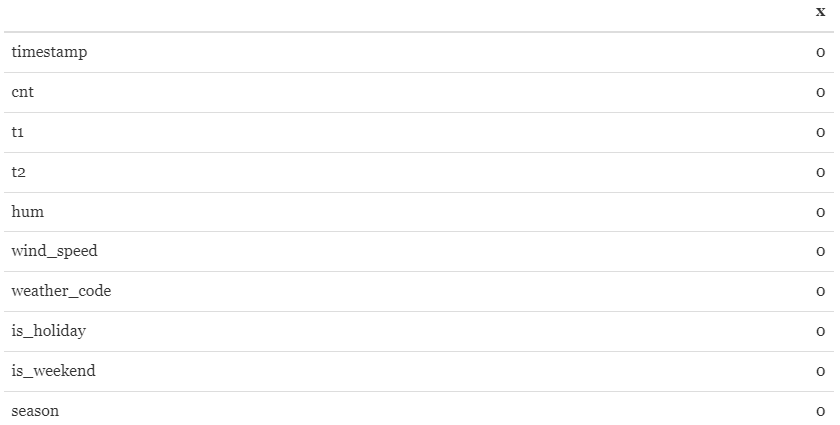 x
timestamp 0
cnt 0
t1 0
t2 0
hum 0
wind_speed 0
weather_code 0
is_holiday 0
is_weekend 0
season 0